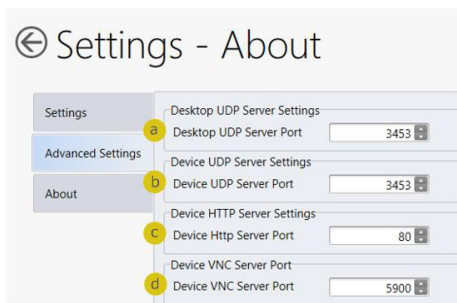 Settings - About
Settings
Advanced Settings
About
Desktop UDP Server Settings
a
Desktop UDP Server Port
3453
Device UDP Server Settings
b
Device UDP Server Port
3453
Device HTTP Server Settings
c
Device Http Server Port
80
Device VNC Server Port
d
Device VNC Server Port
5900